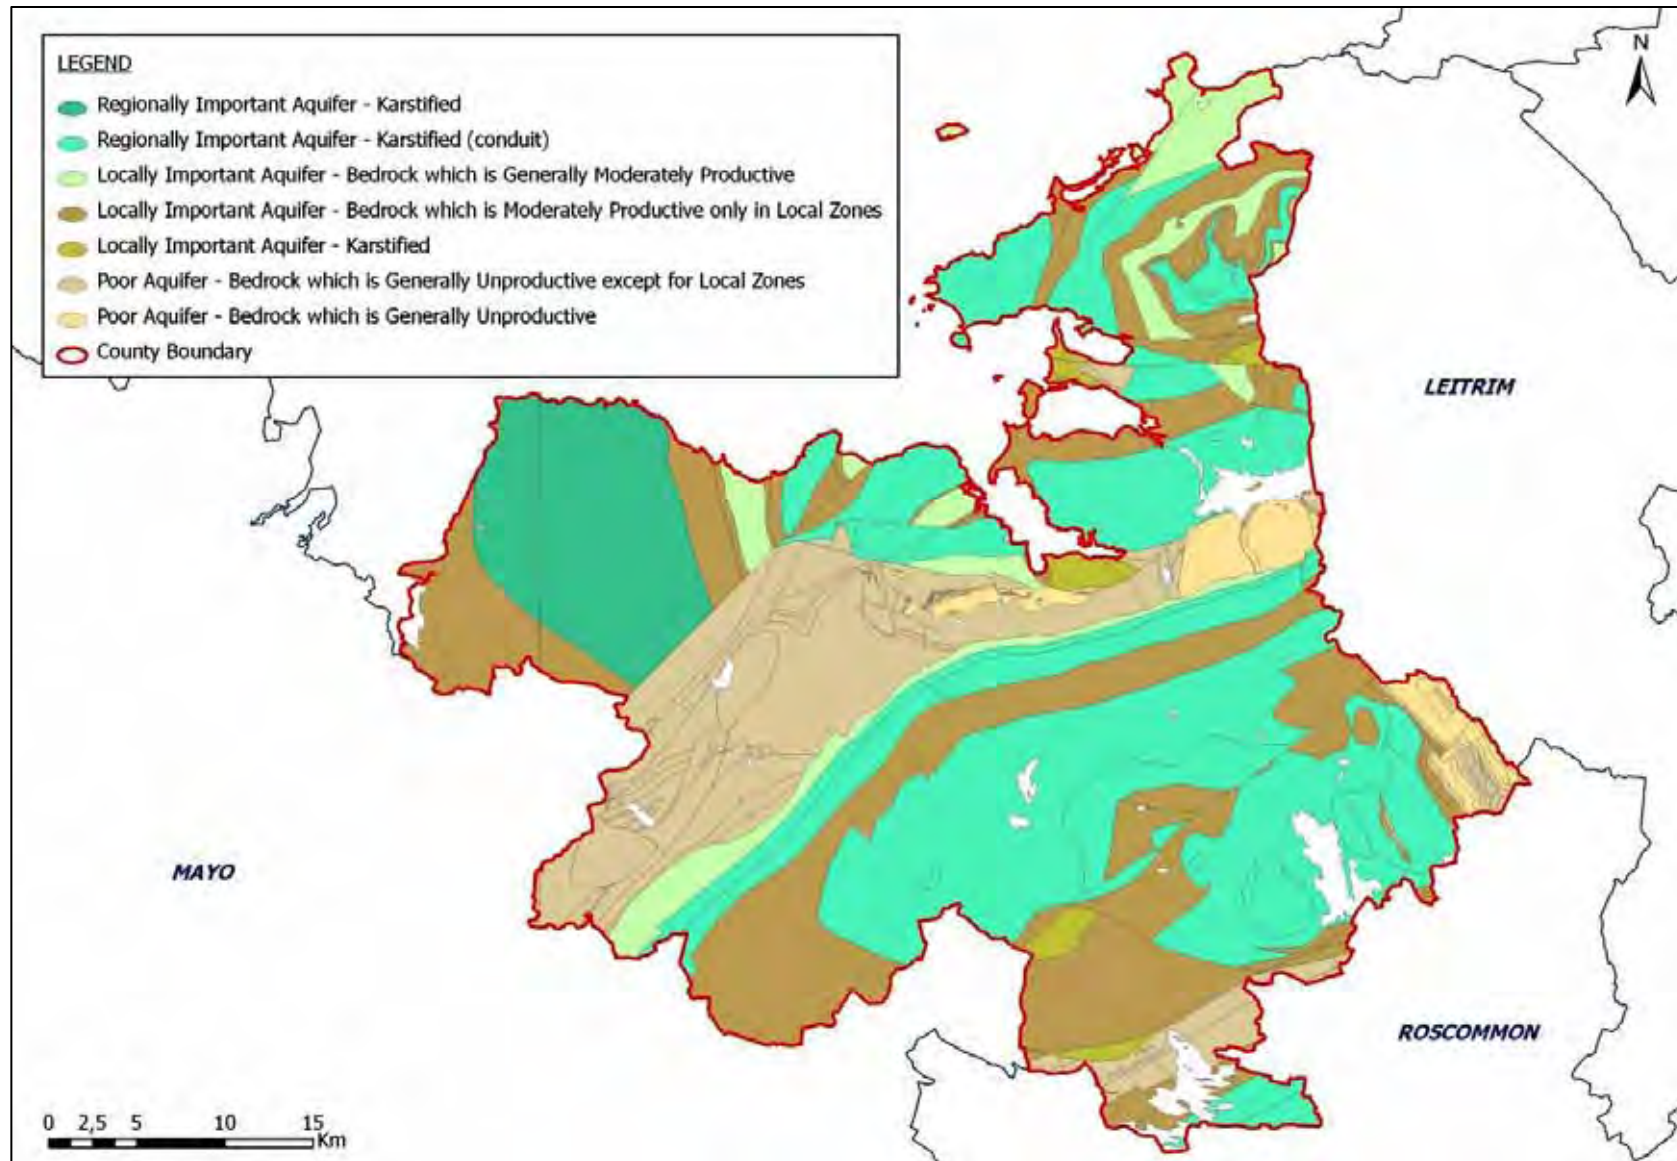 LEGEND
Regionally Important Aquifer - Karstified
Regionally Important Aquifer - Karstified (conduit)
Locally Important Aquifer - Bedrock which is Generally Moderately Productive
Locally Important Aquifer - Bedrock which is Moderately Productive only in Local Zones
Locally Important Aquifer - Karstified
Poor Aquifer - Bedrock which is Generally Unproductive except for Local Zones
Poor Aquifer - Bedrock which is Generally Unproductive
County Boundary
N
LEITRIM
MAYO
ROSCOMMON
0 2,5 5 10 15
Km